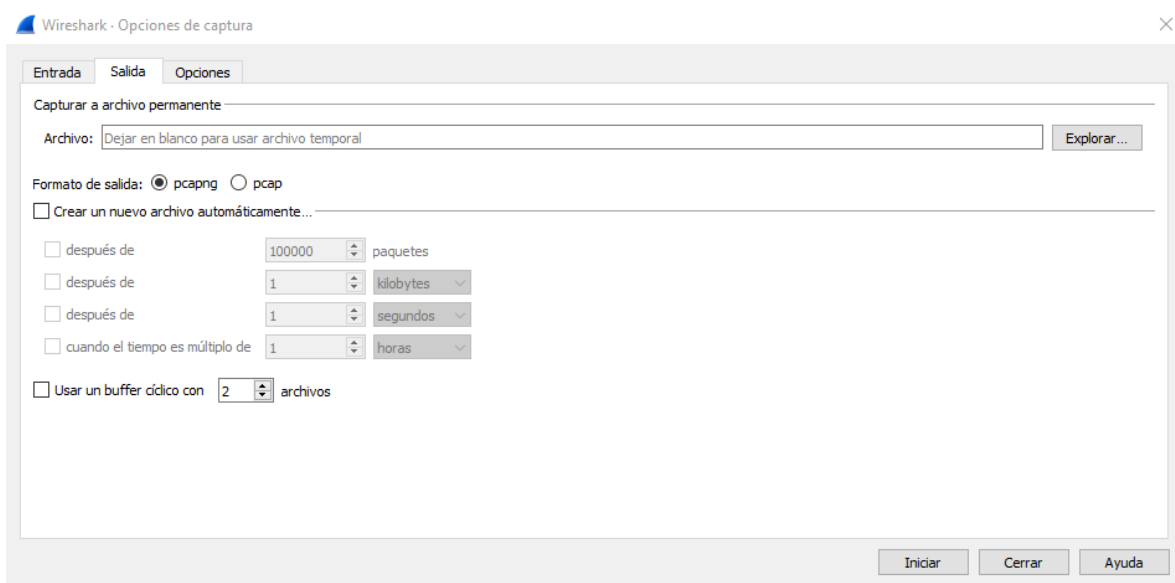 Wireshark · Opciones de captura
Entrada Salida Opciones
Capturar a archivo permanente
Archivo: Dejar en blanco para usar archivo temporal Explorar...
Formato de salida: pcapng pcap
Crear un nuevo archivo automáticamente...
después de 100000 paquetes
después de 1 kilobytes
después de 1 segundos
cuando el tiempo es múltiplo de 1 horas
Usar un buffer cíclico con 2 archivos
Iniciar Cerrar Ayuda